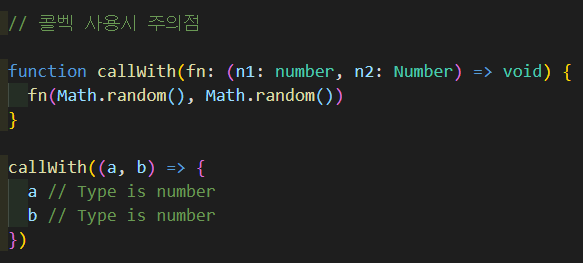 // 콜벡 사용시 주의점
function callWith(fn: (n1: number, n2: Number) => void) {
  fn(Math.random(), Math.random())
}
callWith((a, b) => {
  a // Type is number
  b // Type is number
})